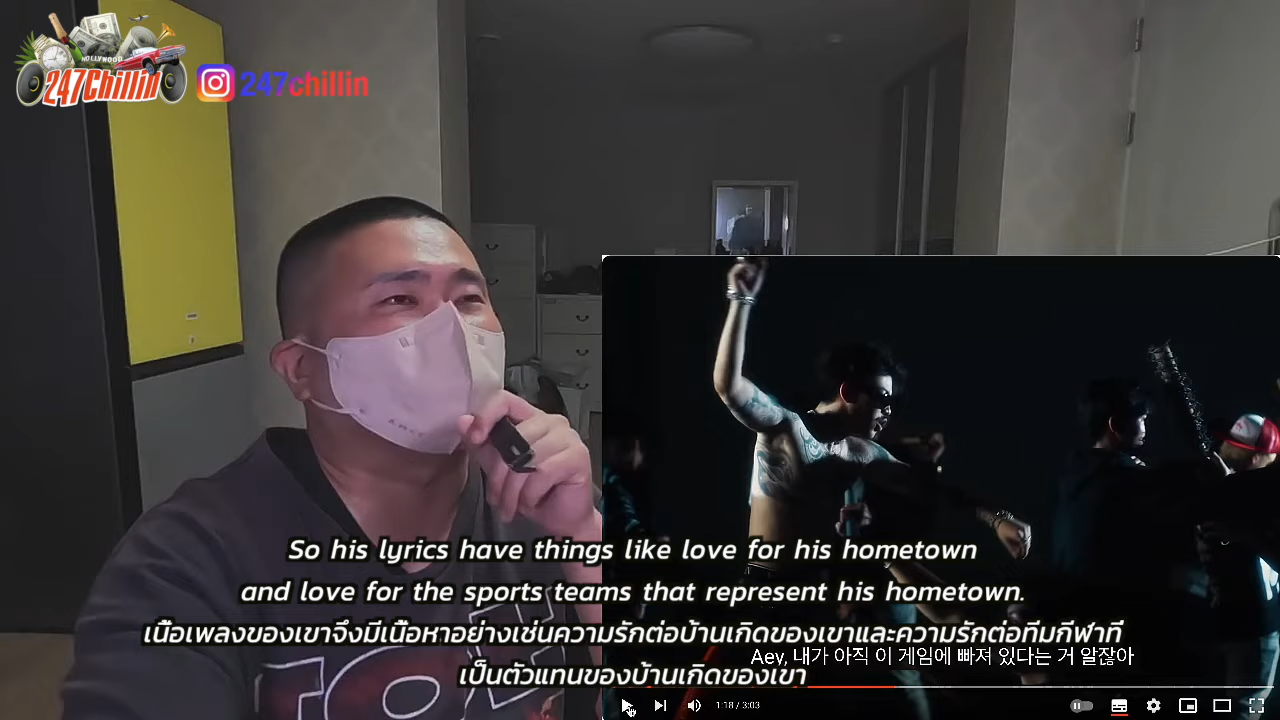 HOLLYWOOD
247Chillin
247chillin
So his lyrics have things like love for his hometown
and love for the sports teams that represent his hometown.
เนื้อเพลงของเขาจึงมีเนื้อหาอย่างเช่นความรักต่อบ้านเกิดของเขาและความรักต่อทีมกีฬาที่
เป็นตัวแทนของบ้านเกิดของเขา
Aey, 내가 아직 이 게임에 빠져 있다는 거 알잖아
1:18 / 3:03